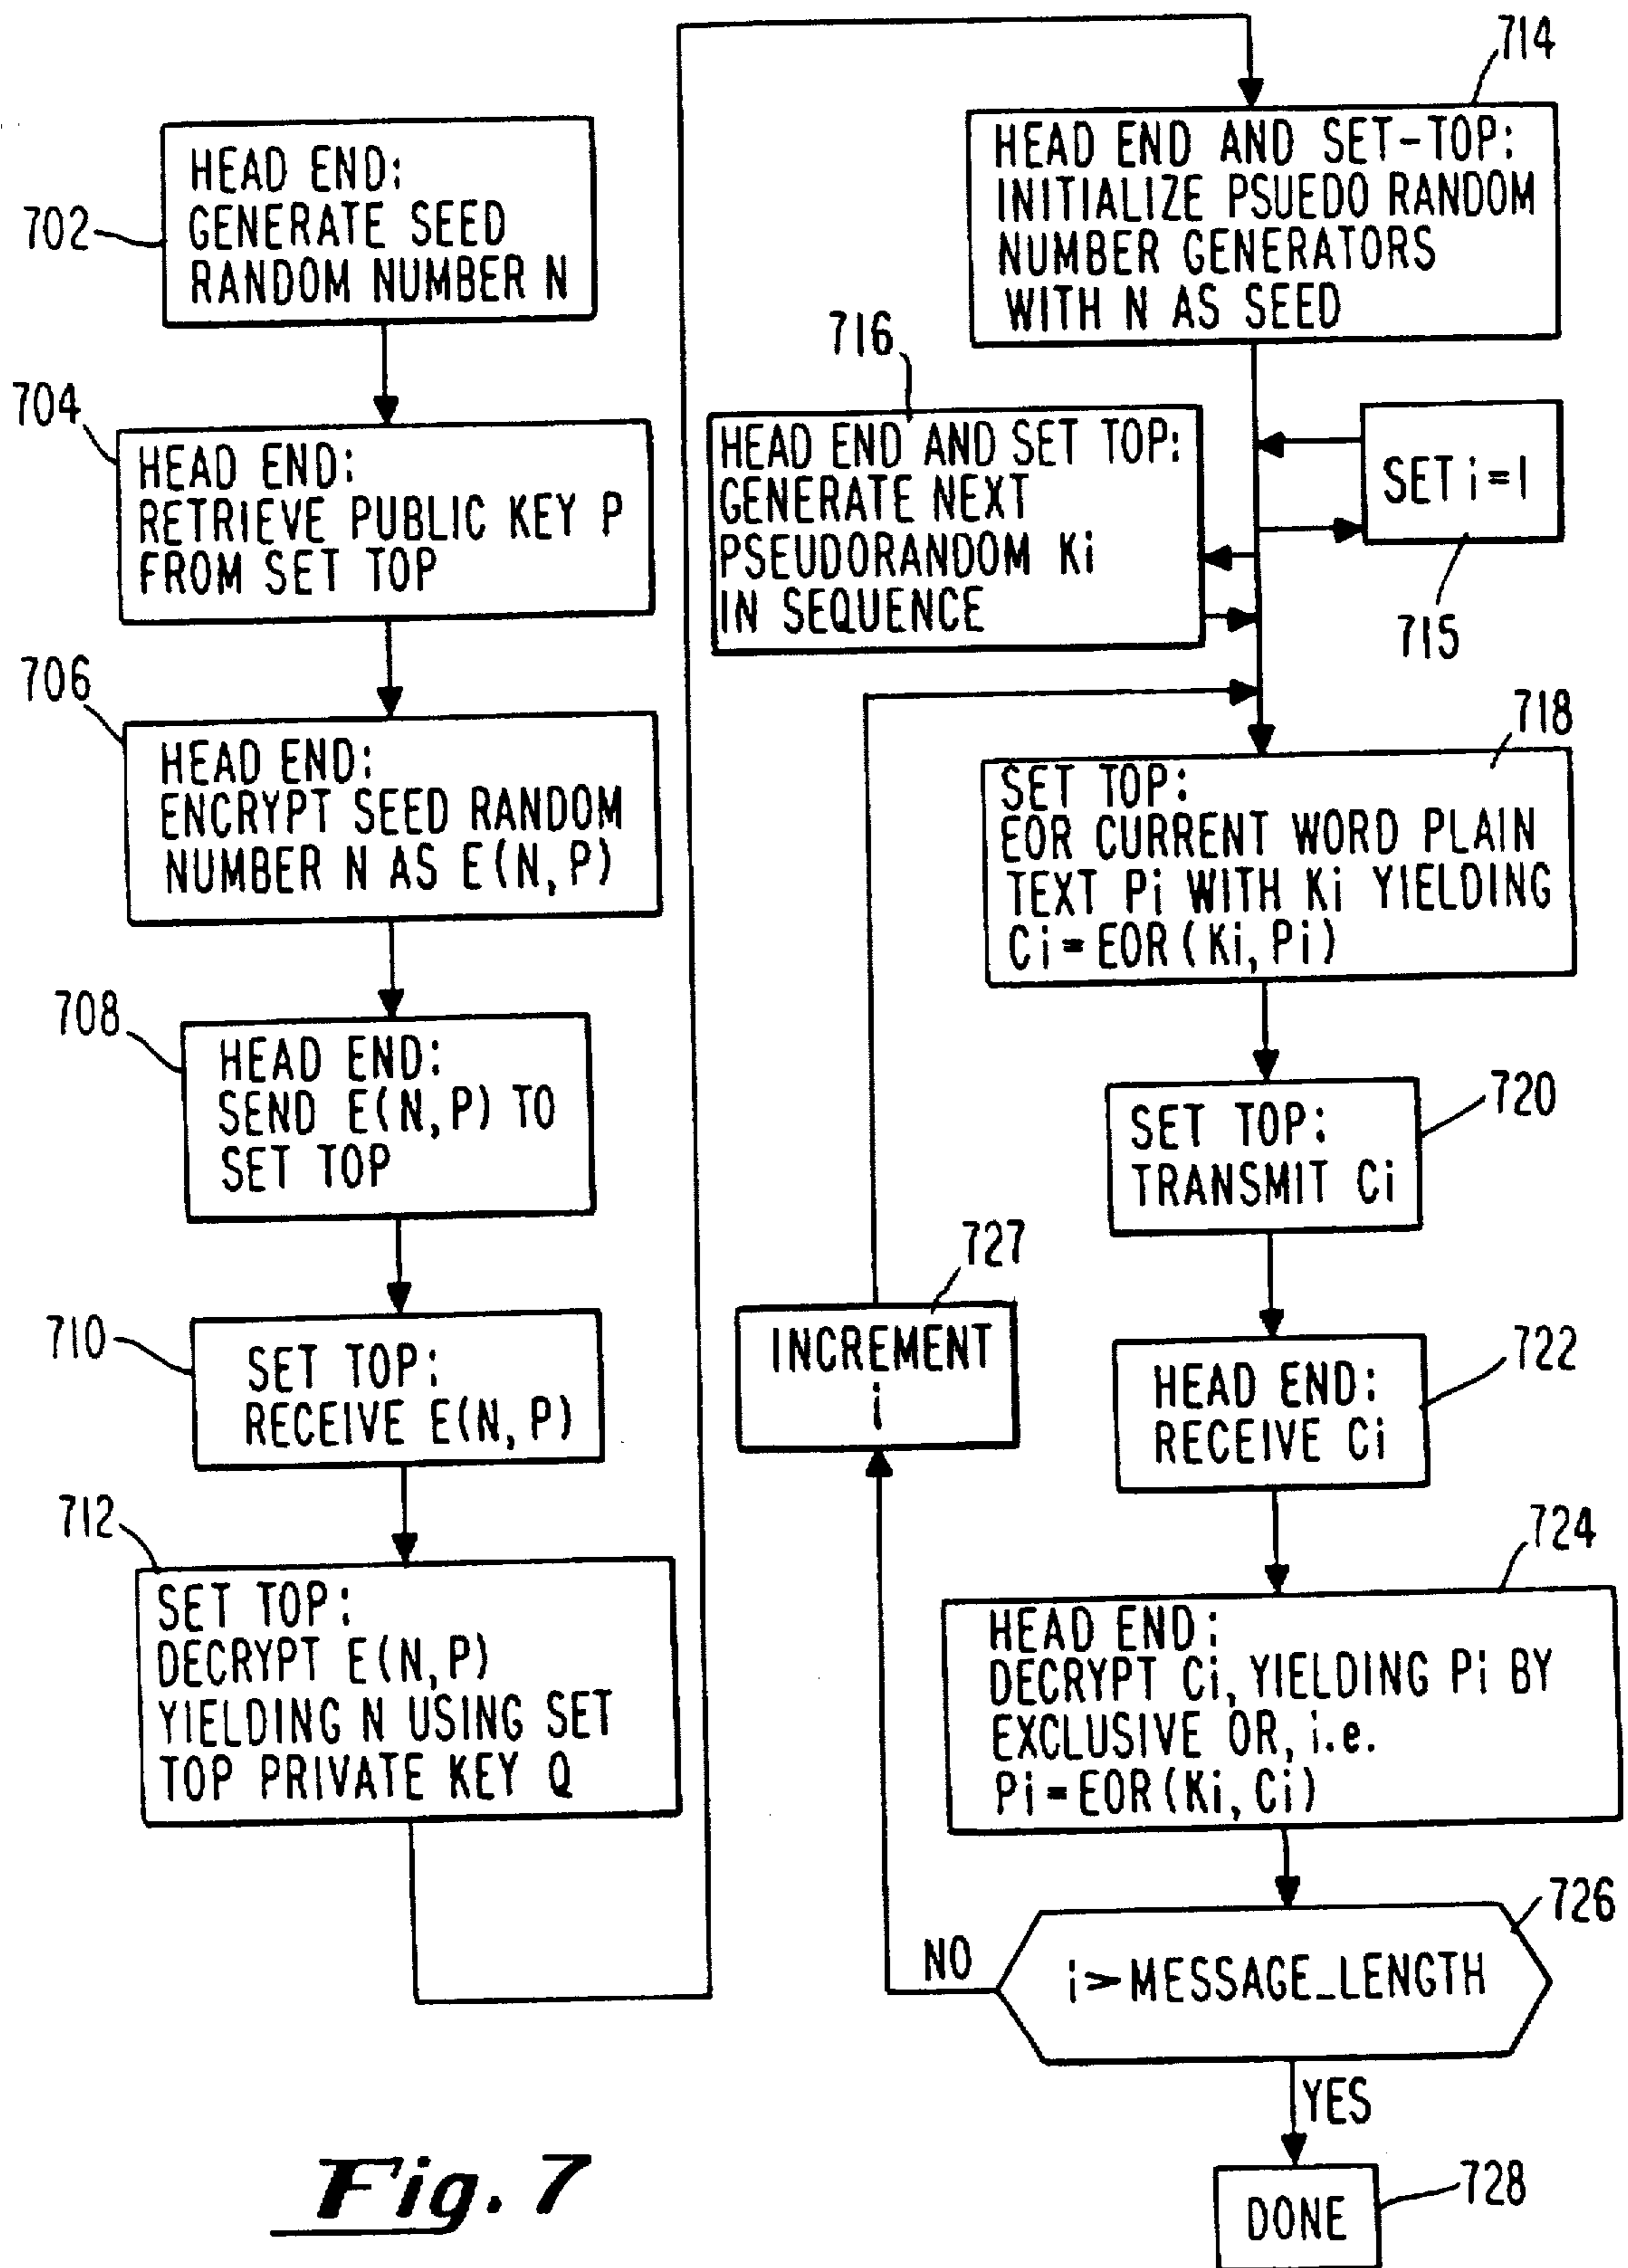 702
HEAD END:
GENERATE SEED
RANDOM NUMBER N
704
HEAD END:
RETRIEVE PUBLIC KEY P
FROM SET TOP
706
HEAD END:
ENCRYPT SEED RANDOM
NUMBER N AS E(N,P)
708
HEAD END:
SEND E(N,P) TO
SET TOP
710
SET TOP:
RECEIVE E(N,P)
712
SET TOP:
DECRYPT E(N,P)
YIELDING N USING SET
TOP PRIVATE KEY Q
714
HEAD END AND SET-TOP:
INITIALIZE PSUEDO RANDOM
NUMBER GENERATORS
WITH N AS SEED
SET i=1
715
716
HEAD END AND SET TOP:
GENERATE NEXT
PSEUDORANDOM Ki
IN SEQUENCE
718
SET TOP:
EOR CURRENT WORD PLAIN
TEXT Pi WITH Ki YIELDING
Ci=EOR(Ki,Pi)
720
SET TOP:
TRANSMIT Ci
722
HEAD END:
RECEIVE Ci
724
HEAD END:
DECRYPT Ci, YIELDING Pi BY
EXCLUSIVE OR, i.e.
Pi=EOR(Ki,Ci)
726
i>MESSAGE_LENGTH
NO
727
INCREMENT
i
YES
728
DONE
Fig. 7